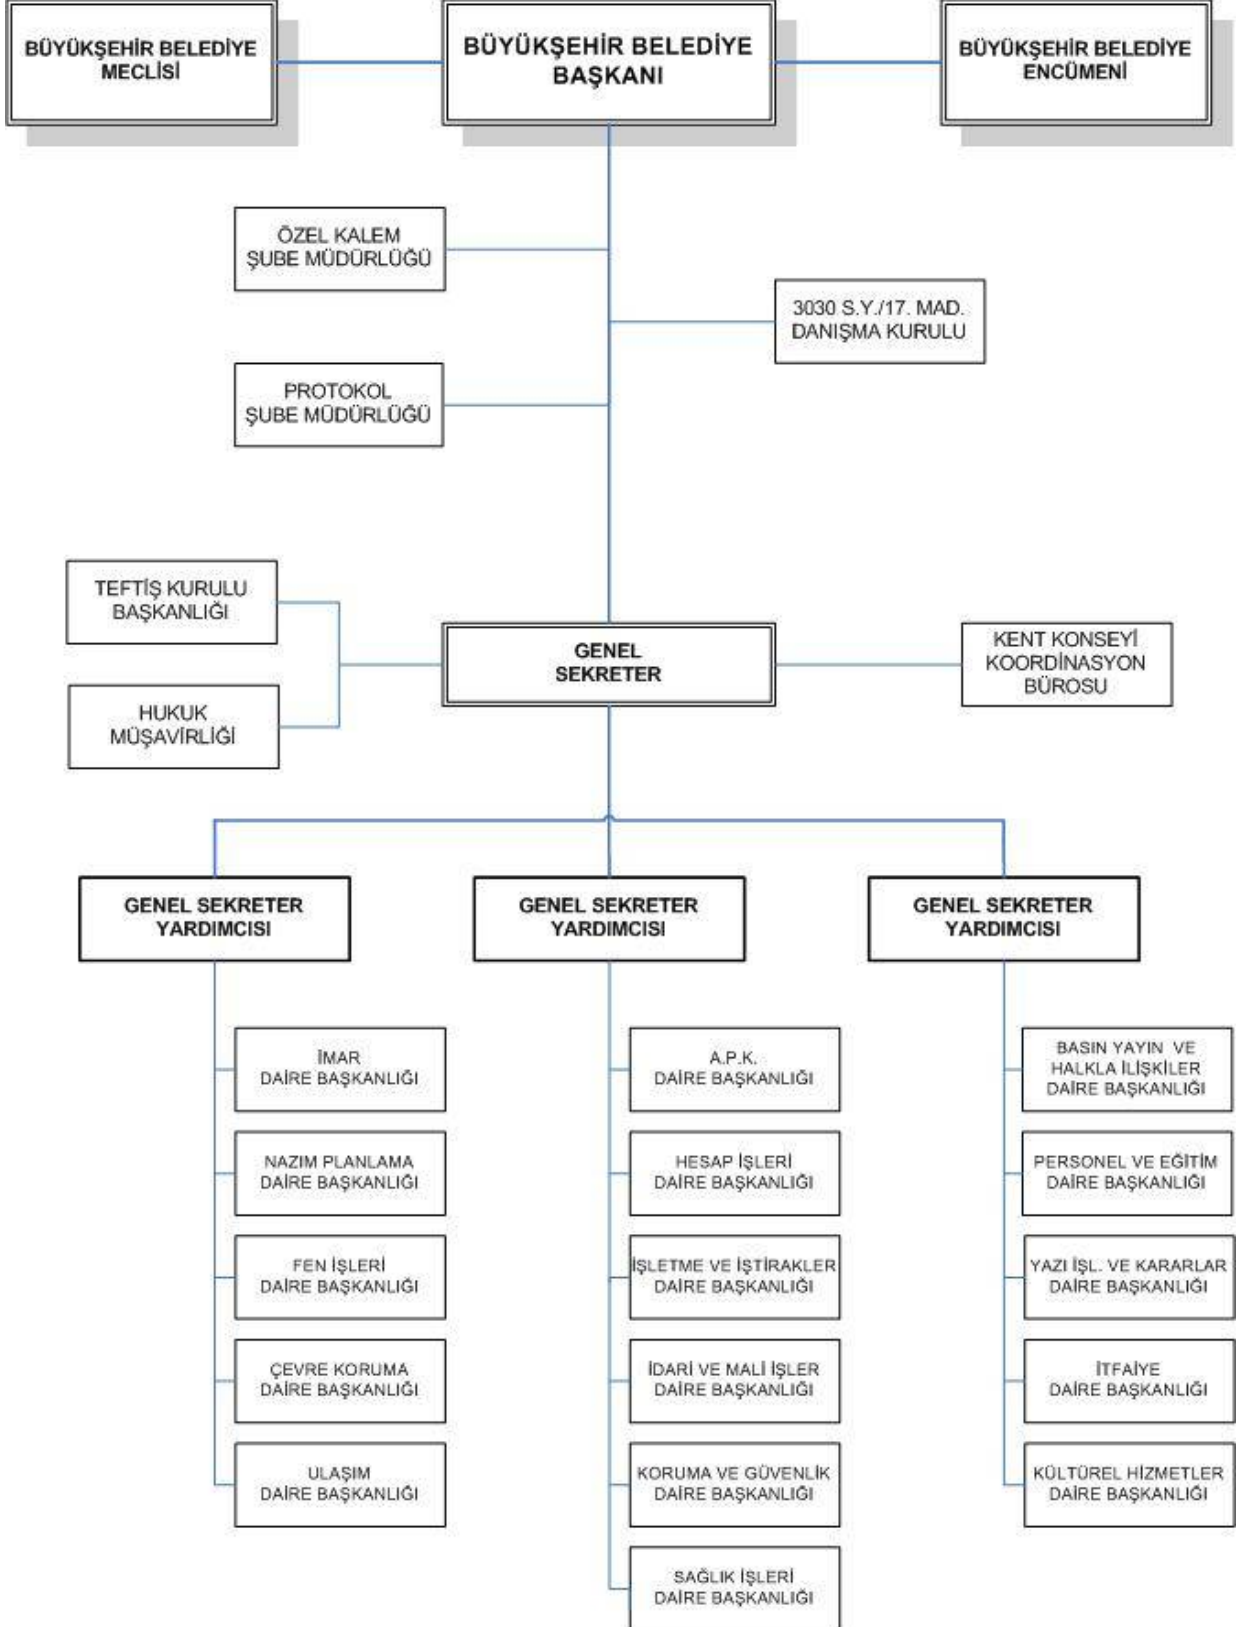 BÜYÜKŞEHİR BELEDİYE
MECLİSİ
BÜYÜKŞEHİR BELEDİYE
BAŞKANI
BÜYÜKŞEHİR BELEDİYE
ENCÜMENİ
ÖZEL KALEM
ŞUBE MÜDÜRLÜĞÜ
3030 S.Y./17. MAD.
DANIŞMA KURULU
PROTOKOL
ŞUBE MÜDÜRLÜĞÜ
TEFTİŞ KURULU
BAŞKANLIĞI
HUKUK
MÜŞAVİRLİĞİ
GENEL
SEKRETER
KENT KONSEYİ
KOORDİNASYON
BÜROSU
GENEL SEKRETER
YARDIMCISI
GENEL SEKRETER
YARDIMCISI
GENEL SEKRETER
YARDIMCISI
İMAR
DAİRE BAŞKANLIĞI
NAZIM PLANLAMA
DAİRE BAŞKANLIĞI
FEN İŞLERİ
DAİRE BAŞKANLIĞI
ÇEVRE KORUMA
DAİRE BAŞKANLIĞI
ULAŞIM
DAİRE BAŞKANLIĞI
A.P.K.
DAİRE BAŞKANLIĞI
HESAP İŞLERİ
DAİRE BAŞKANLIĞI
İŞLETME VE İŞTİRAKLER
DAİRE BAŞKANLIĞI
İDARİ VE MALİ İŞLER
DAİRE BAŞKANLIĞI
KORUMA VE GÜVENLİK
DAİRE BAŞKANLIĞI
SAĞLIK İŞLERİ
DAİRE BAŞKANLIĞI
BASIN YAYIN VE
HALKLA İLİŞKİLER
DAİRE BAŞKANLIĞI
PERSONEL VE EĞİTİM
DAİRE BAŞKANLIĞI
YAZI İŞL. VE KARARLAR
DAİRE BAŞKANLIĞI
İTFAİYE
DAİRE BAŞKANLIĞI
KÜLTÜREL HİZMETLER
DAİRE BAŞKANLIĞI